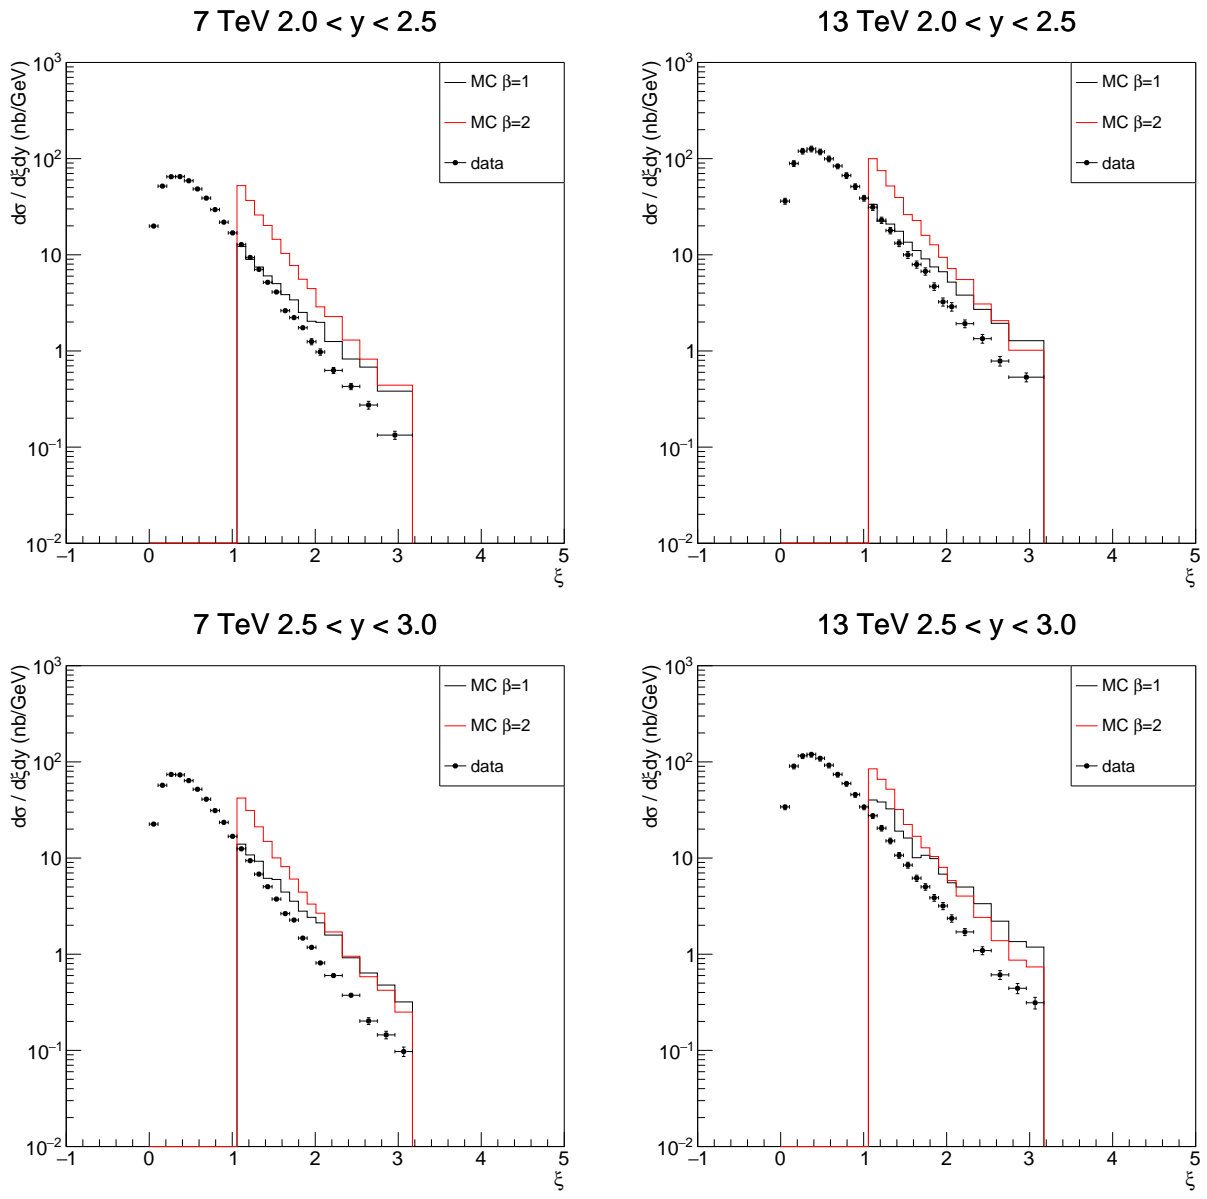 7 TeV 2.0 < y < 2.5
dσ / dξdy (nb/GeV)
10³
10²
10
1
10⁻¹
10⁻²
MC β=1
MC β=2
data
−1 0 1 2 3 4 5
ξ
13 TeV 2.0 < y < 2.5
dσ / dξdy (nb/GeV)
10³
10²
10
1
10⁻¹
10⁻²
MC β=1
MC β=2
data
−1 0 1 2 3 4 5
ξ
7 TeV 2.5 < y < 3.0
dσ / dξdy (nb/GeV)
10³
10²
10
1
10⁻¹
10⁻²
MC β=1
MC β=2
data
−1 0 1 2 3 4 5
ξ
13 TeV 2.5 < y < 3.0
dσ / dξdy (nb/GeV)
10³
10²
10
1
10⁻¹
10⁻²
MC β=1
MC β=2
data
−1 0 1 2 3 4 5
ξ